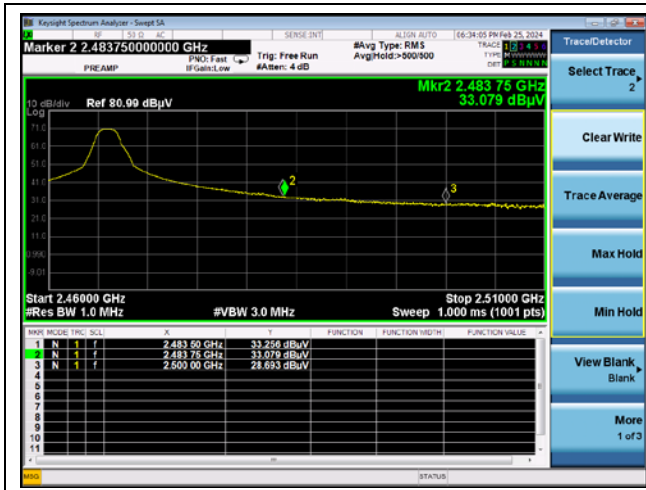 Keysight Spectrum Analyzer - Swept SA
RF 50 Ω AC SENSE:INT ALIGN AUTO 06:34:05 PM Feb 25, 2024
Marker 2 2.483750000000 GHz
PREAMP
PNO: Fast
IFGain:Low
Trig: Free Run
#Atten: 4 dB
#Avg Type: RMS
Avg|Hold:>500/500
TRACE 1 2 3 4 5 6
TYPE
DET P S N N N N
Mkr2 2.483 75 GHz
33.079 dBµV
10 dB/div Ref 80.99 dBµV
Log
71.0
61.0
51.0
41.0
31.0
21.0
11.0
0.990
-9.01
2
3
Start 2.46000 GHz Stop 2.51000 GHz
#Res BW 1.0 MHz #VBW 3.0 MHz Sweep 1.000 ms (1001 pts)
MKR MODE TRC SCL X Y FUNCTION FUNCTION WIDTH FUNCTION VALUE
1 N 1 f 2.483 50 GHz 33.256 dBµV
2 N 1 f 2.483 75 GHz 33.079 dBµV
3 N 1 f 2.500 00 GHz 28.693 dBµV
4
5
6
7
8
9
10
11
MSG STATUS
Trace/Detector
Select Trace
2
Clear Write
Trace Average
Max Hold
Min Hold
View Blank
Blank
More
1 of 3